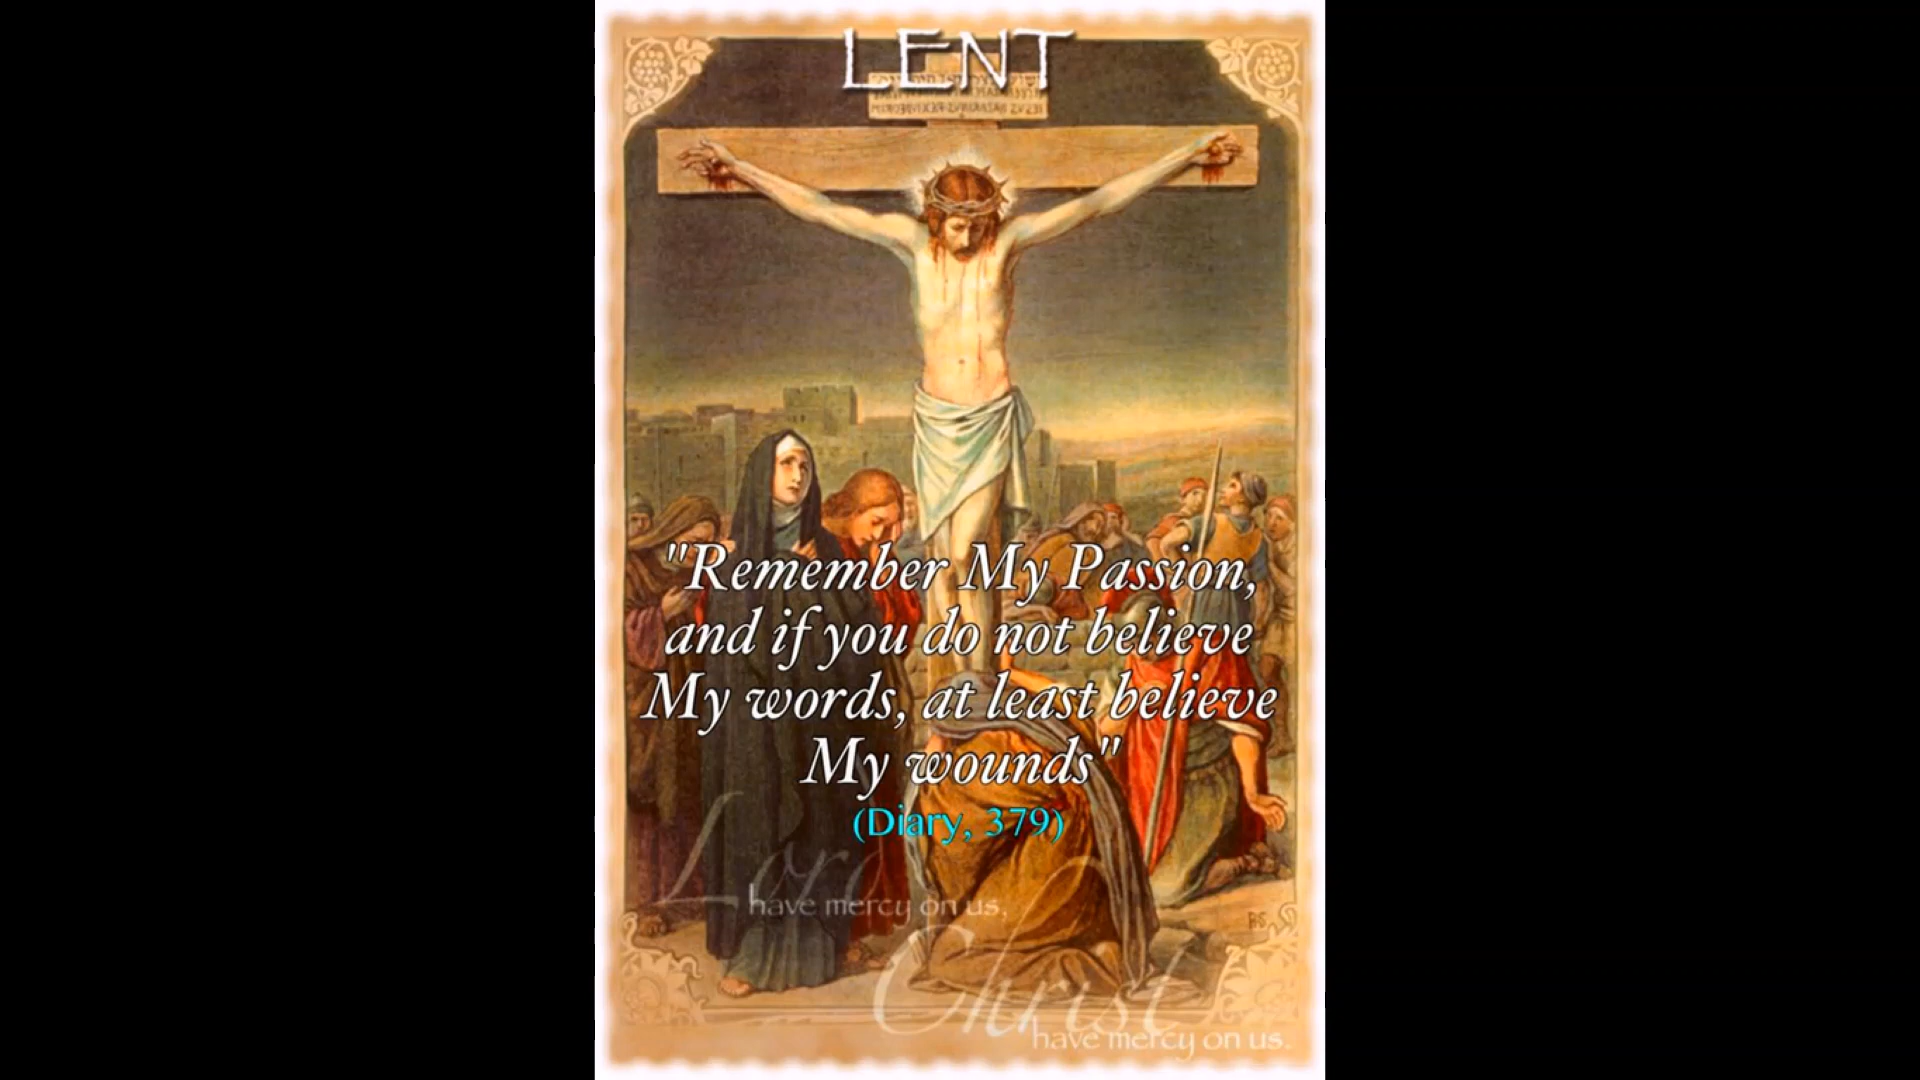 LENT
"Remember My Passion,
and if you do not believe
My words, at least believe
My wounds"
(Diary, 379)
Lord
have mercy on us,
Christ
have mercy on us.